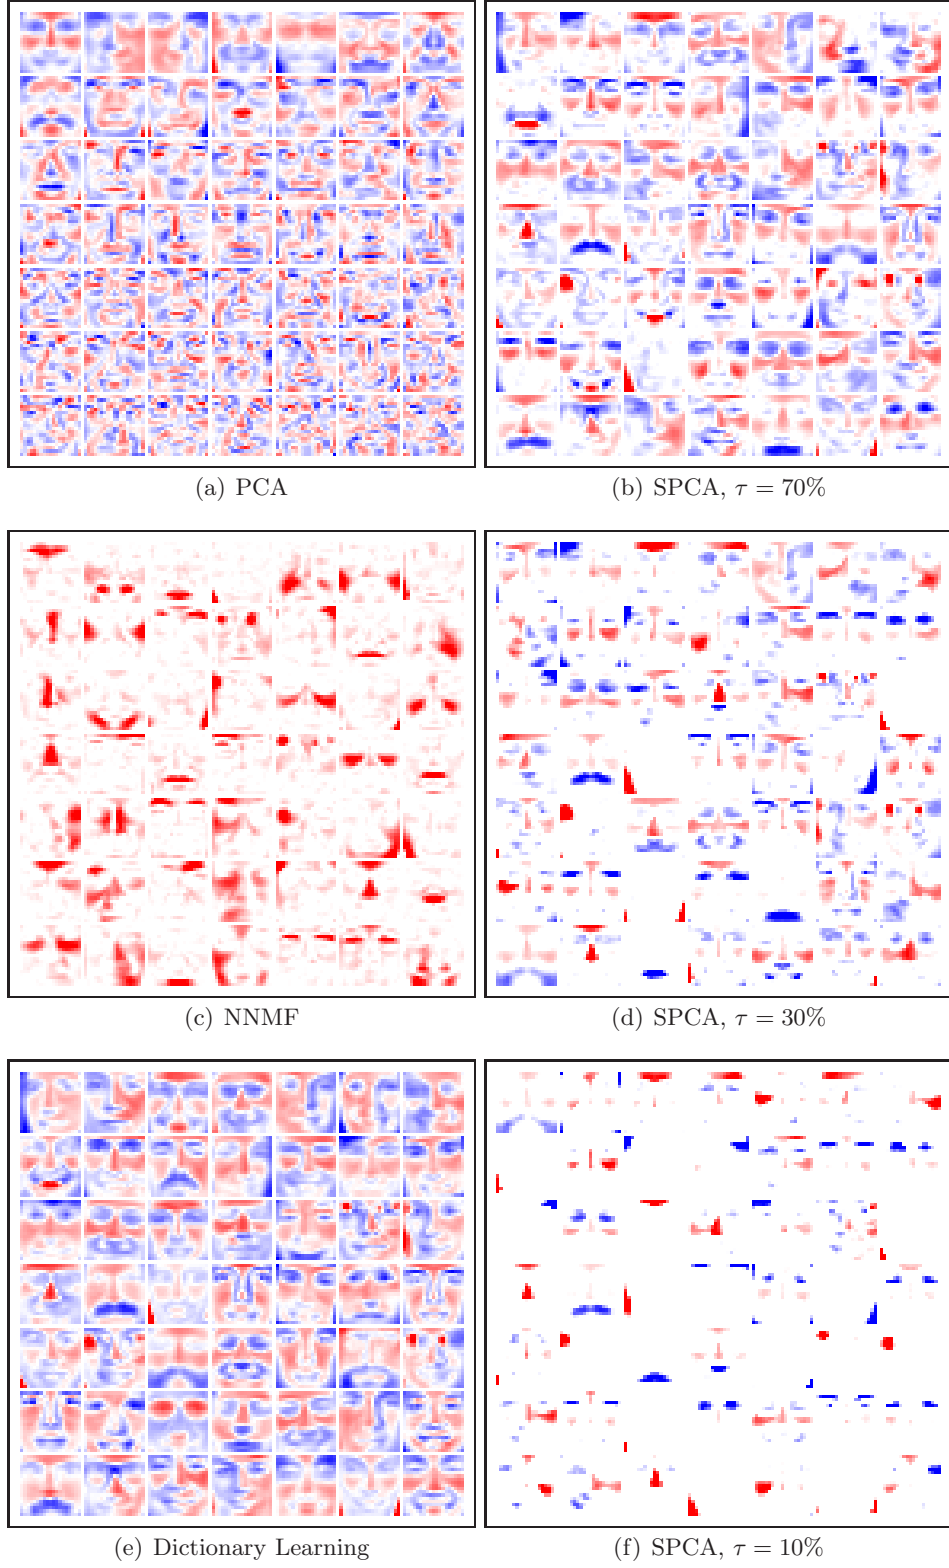 (a) PCA
(b) SPCA, τ = 70%
(c) NNMF
(d) SPCA, τ = 30%
(e) Dictionary Learning
(f) SPCA, τ = 10%